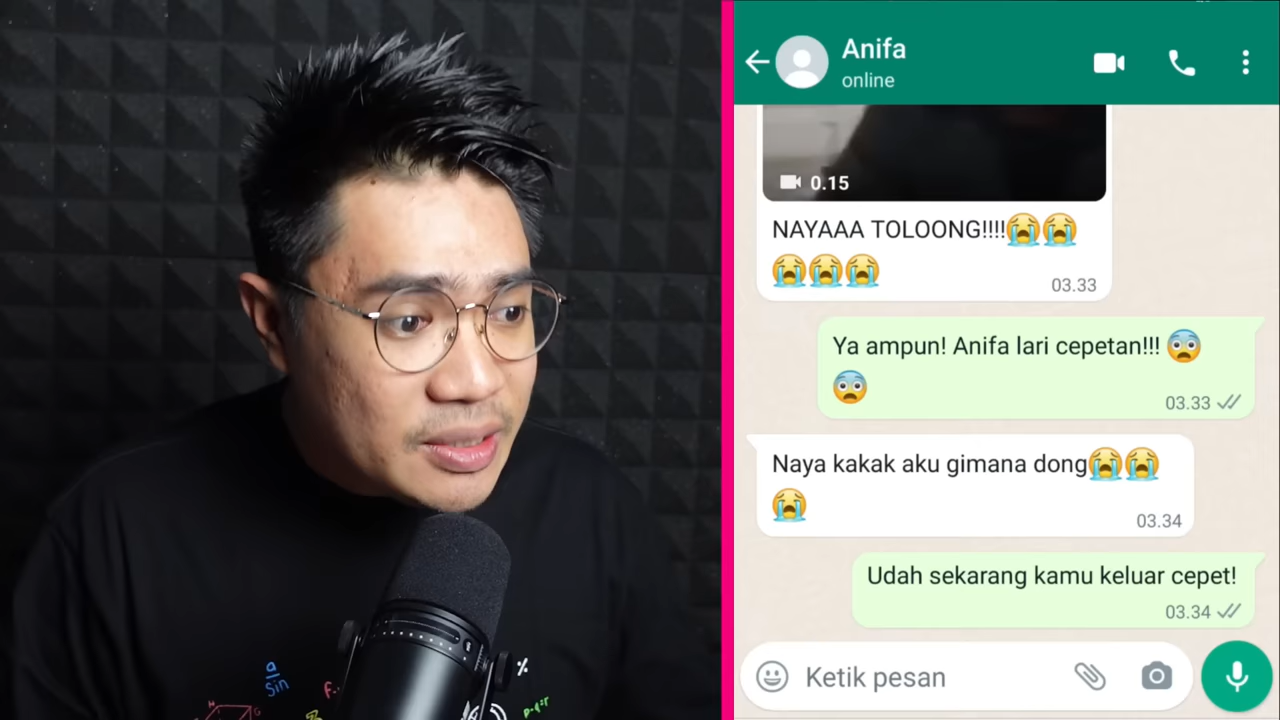 Anifa
online
0.15
NAYAAA TOLOONG!!!!😭😭
😭😭😭
03.33
Ya ampun! Anifa lari cepetan!!! 😨
😨
03.33
Naya kakak aku gimana dong😭😭
😭
03.34
Udah sekarang kamu keluar cepet!
03.34
Ketik pesan
a
Sin
%
p-q=r